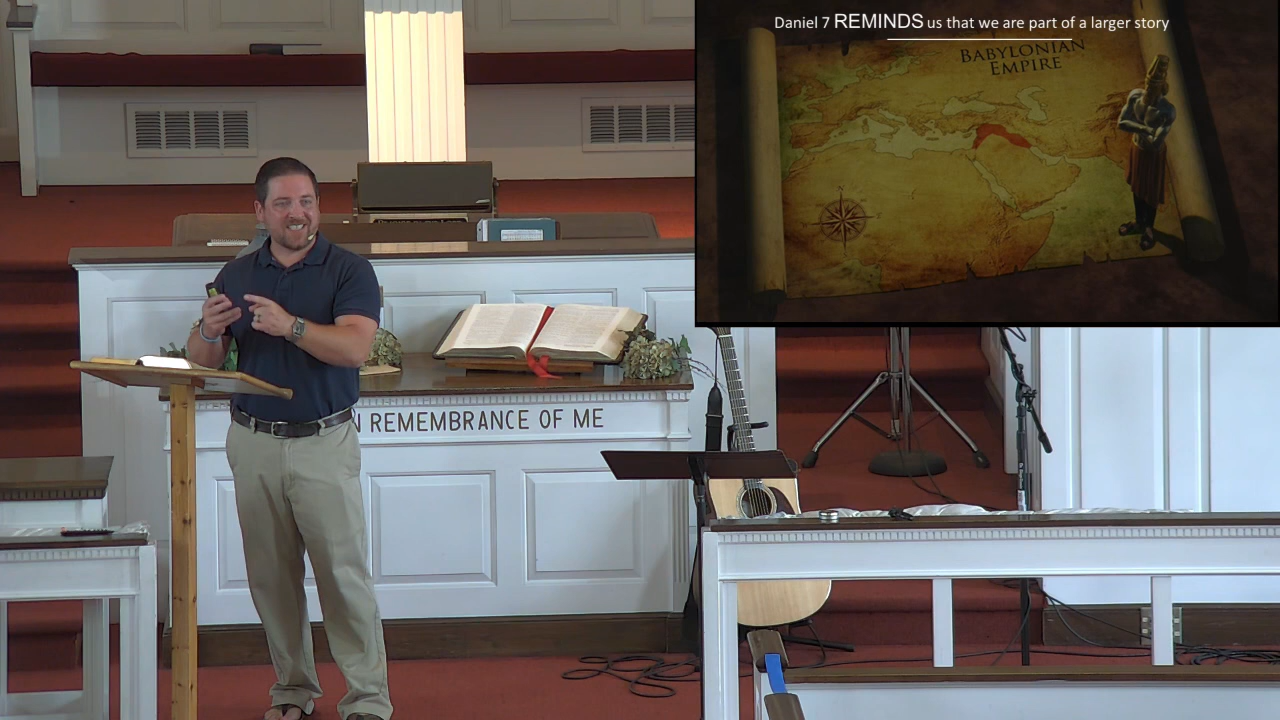 Daniel 7 REMINDS us that we are part of a larger story
BABYLONIAN
EMPIRE
N REMEMBRANCE OF ME